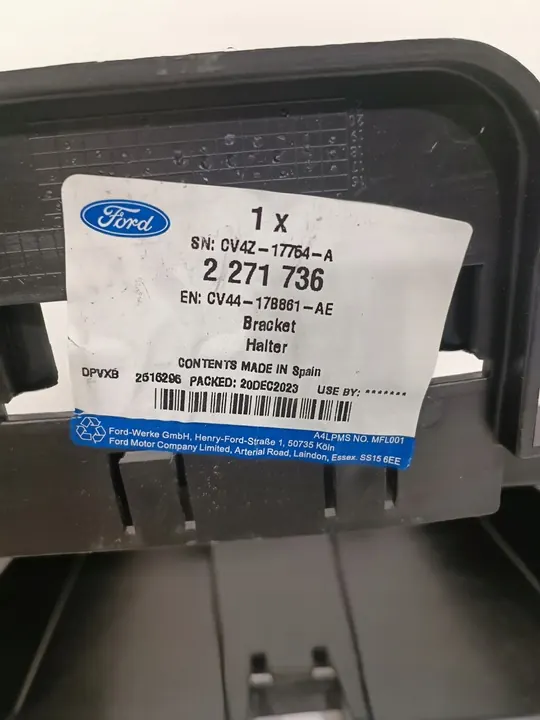 Ford
1 x
SN: CV4Z-17754-A
2 271 736
EN: CV44-17B861-AE
Bracket
Halter
CONTENTS MADE IN Spain
DPVXB 2516296 PACKED: 20DEC2023 USE BY: *******
A4LPMS NO. MFL001
Ford-Werke GmbH, Henry-Ford-Straße 1, 50735 Köln
Ford Motor Company Limited, Arterial Road, Laindon, Essex. SS15 6EE